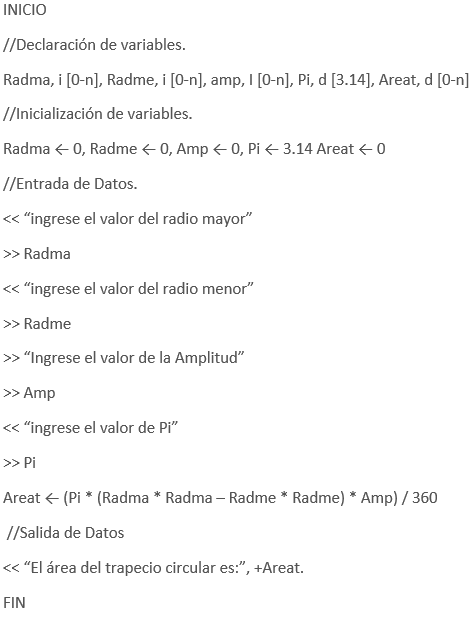 INICIO
//Declaración de variables.
Radma, i [0-n], Radme, i [0-n], amp, I [0-n], Pi, d [3.14], Areat, d [0-n]
//Inicialización de variables.
Radma ← 0, Radme ← 0, Amp ← 0, Pi ← 3.14 Areat ← 0
//Entrada de Datos.
<< “ingrese el valor del radio mayor”
>> Radma
<< “ingrese el valor del radio menor”
>> Radme
>> “Ingrese el valor de la Amplitud”
>> Amp
<< “ingrese el valor de Pi”
>> Pi
Areat ← (Pi * (Radma * Radma – Radme * Radme) * Amp) / 360
//Salida de Datos
<< “El área del trapecio circular es:”, +Areat.
FIN